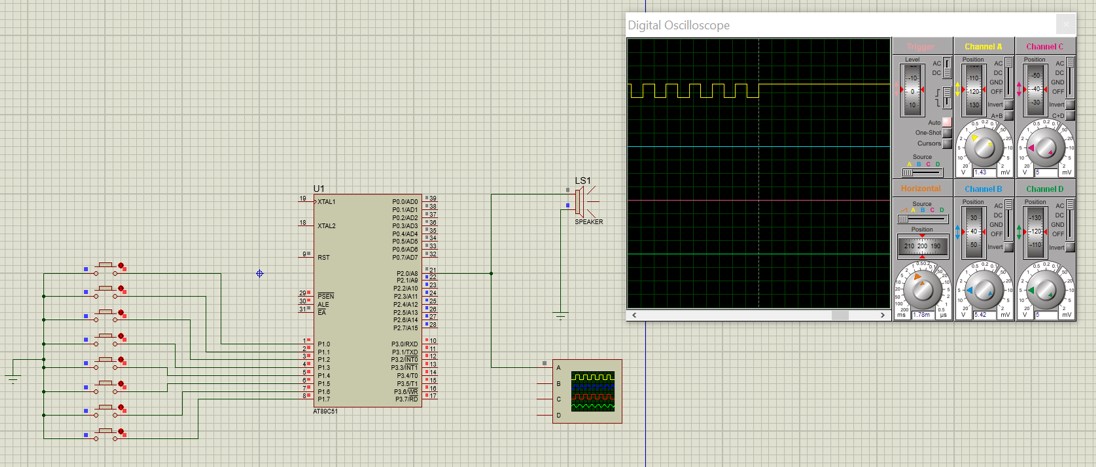 Digital Oscilloscope
Trigger
Level
AC
DC
-10
0
10
Auto
One-Shot
Cursors
Source
A B C D
Horizontal
Source
A B C D
Position
210 200 190
ms
1.78m
µs
Channel A
Position
110
-120
130
AC
DC
GND
OFF
Invert
A+B
V
1.43
mV
Channel C
Position
-50
-40
-30
AC
DC
GND
OFF
Invert
C+D
V
5
mV
Channel B
Position
30
40
50
AC
DC
GND
OFF
Invert
V
5.42
mV
Channel D
Position
-130
-120
-110
AC
DC
GND
OFF
Invert
V
5
mV
U1
19 XTAL1
18 XTAL2
9 RST
29 PSEN
30 ALE
31 EA
1 P1.0
2 P1.1
3 P1.2
4 P1.3
5 P1.4
6 P1.5
7 P1.6
8 P1.7
P0.0/AD0 39
P0.1/AD1 38
P0.2/AD2 37
P0.3/AD3 36
P0.4/AD4 35
P0.5/AD5 34
P0.6/AD6 33
P0.7/AD7 32
P2.0/A8 21
P2.1/A9 22
P2.2/A10 23
P2.3/A11 24
P2.4/A12 25
P2.5/A13 26
P2.6/A14 27
P2.7/A15 28
P3.0/RXD 10
P3.1/TXD 11
P3.2/INT0 12
P3.3/INT1 13
P3.4/T0 14
P3.5/T1 15
P3.6/WR 16
P3.7/RD 17
AT89C51
LS1
SPEAKER
A
B
C
D